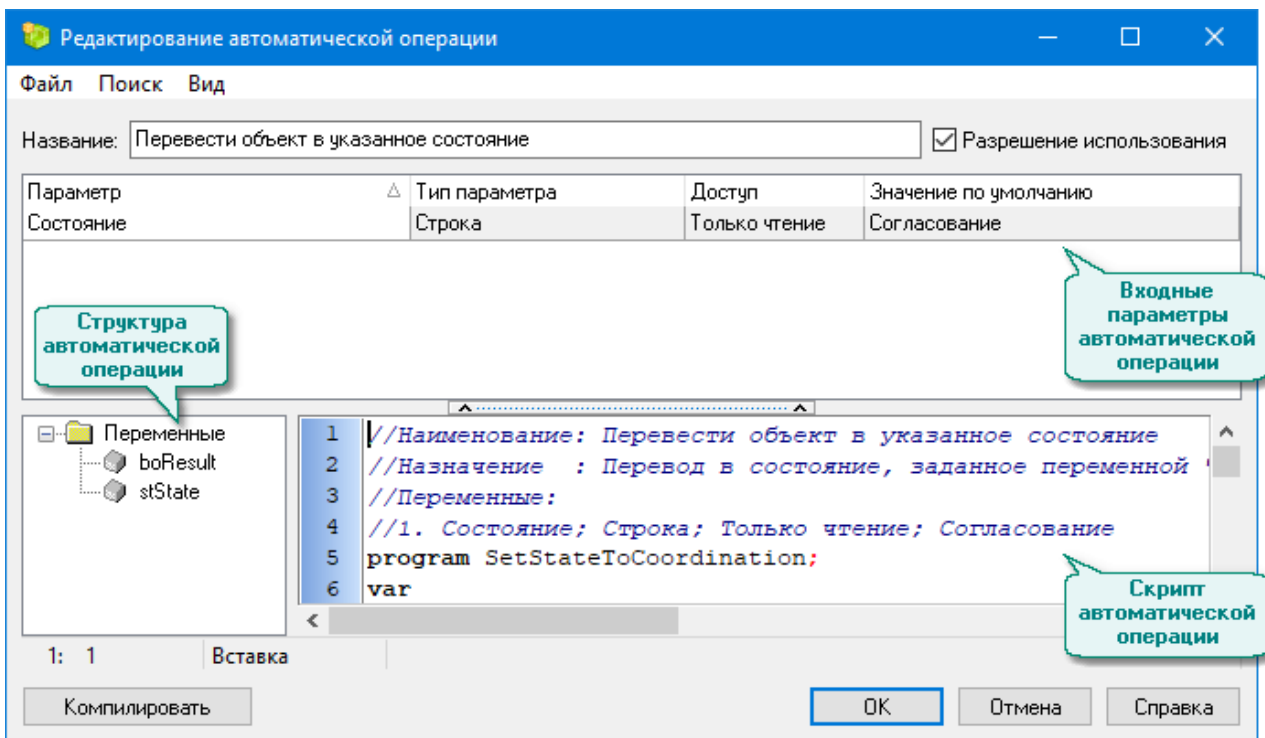 Редактирование автоматической операции
Файл Поиск Вид
Название: Перевести объект в указанное состояние Разрешение использования
Параметр Тип параметра Доступ Значение по умолчанию
Состояние Строка Только чтение Согласование
Входные
параметры
автоматической
операции
Структура
автоматической
операции
Переменные
boResult
stState
1 //Наименование: Перевести объект в указанное состояние
2 //Назначение : Перевод в состояние, заданное переменной
3 //Переменные:
4 //1. Состояние; Строка; Только чтение; Согласование
5 program SetStateToCoordination;
6 var
Скрипт
автоматической
операции
1: 1 Вставка
Компилировать OK Отмена Справка